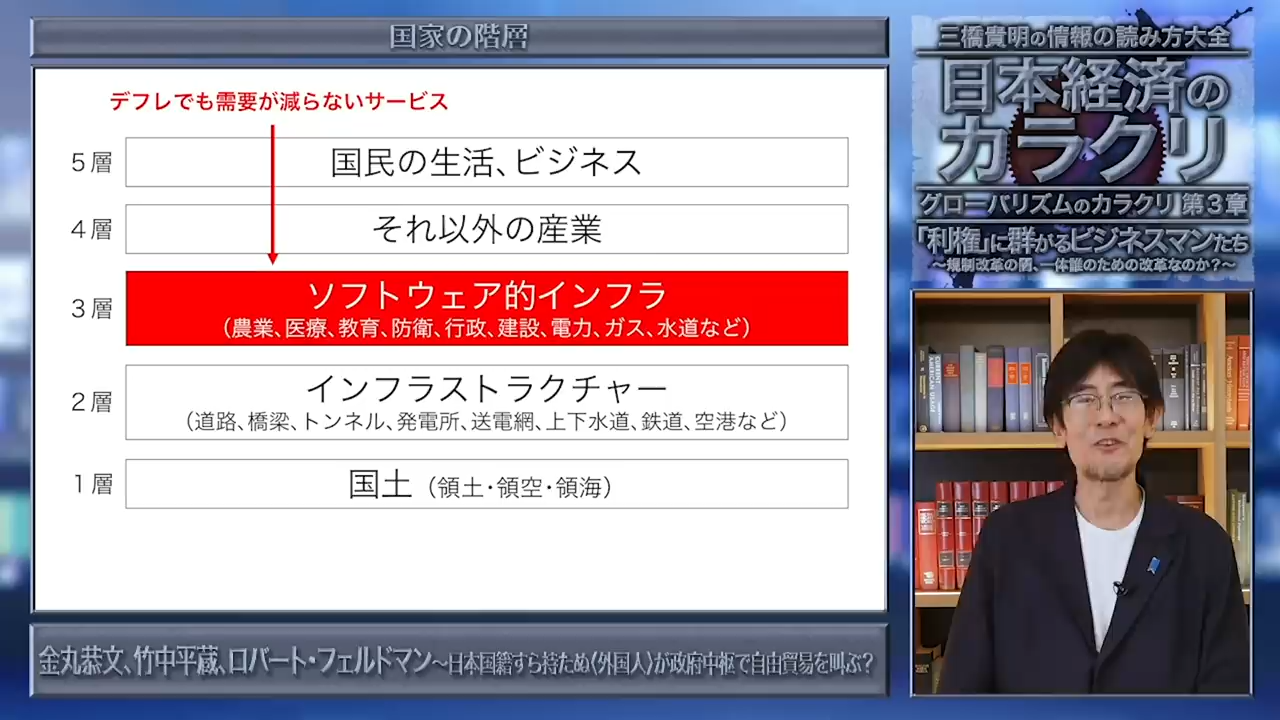 国家の階層
デフレでも需要が減らないサービス
5層
国民の生活、ビジネス
4層
それ以外の産業
3層
ソフトウェア的インフラ
（農業、医療、教育、防衛、行政、建設、電力、ガス、水道など）
2層
インフラストラクチャー
（道路、橋梁、トンネル、発電所、送電網、上下水道、鉄道、空港など）
1層
国土（領土・領空・領海）
金丸恭文、竹中平蔵、ロバート・フェルドマン～日本国籍すら持たぬ〈外国人〉が政府中枢で自由貿易を叫ぶ？
三橋貴明の情報の読み方大全
日本経済の
カラクリ
グローバリズムのカラクリ 第3章
「利権」に群がるビジネスマンたち
～規制改革の闇、一体誰のための改革なのか？～